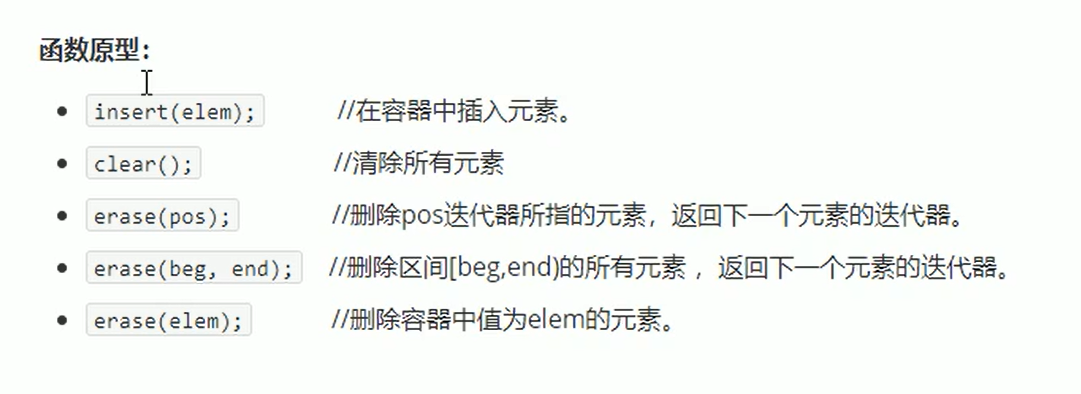 函数原型：
insert(elem); //在容器中插入元素。
clear(); //清除所有元素
erase(pos); //删除pos迭代器所指的元素，返回下一个元素的迭代器。
erase(beg, end); //删除区间[beg,end)的所有元素 ，返回下一个元素的迭代器。
erase(elem); //删除容器中值为elem的元素。